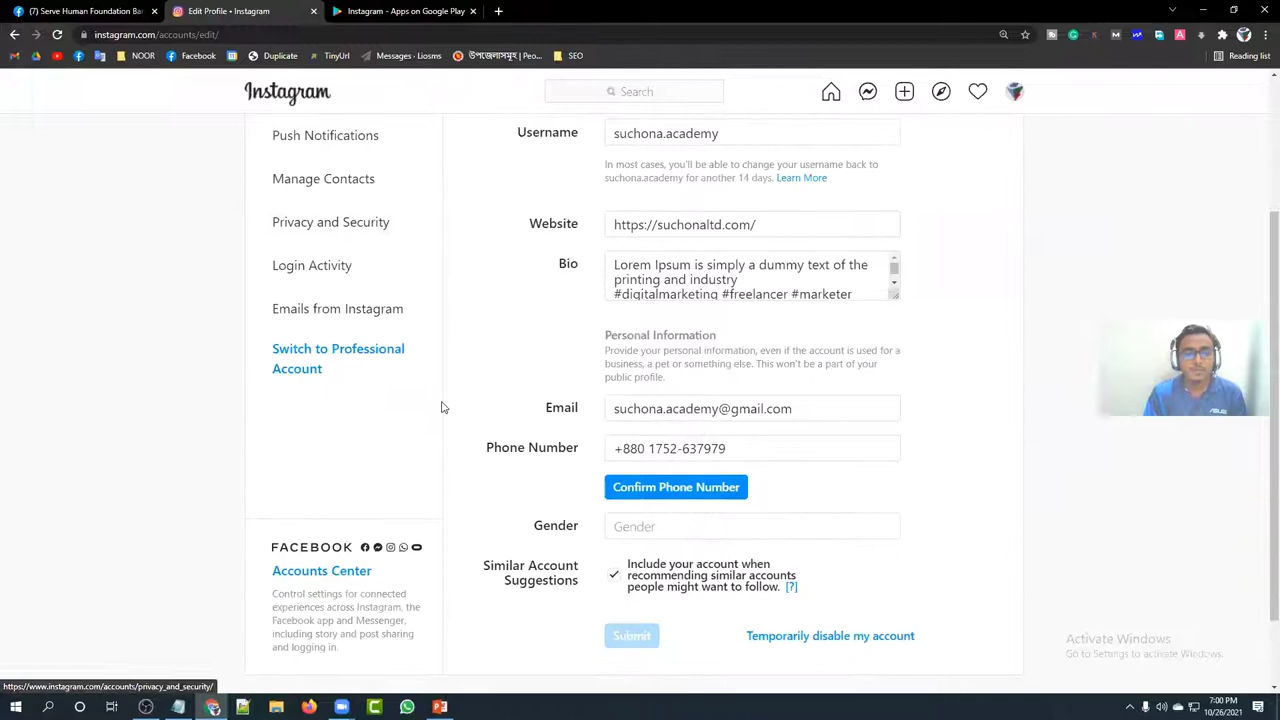 (7) Serve Human Foundation Ba
Edit Profile • Instagram
Instagram - Apps on Google Play
instagram.com/accounts/edit/
NOOR
Facebook
Duplicate
TinyUrl
Messages - Liosms
উপজেলাসমূহ | Peo...
SEO
Reading list
Instagram
Search
Push Notifications
Manage Contacts
Privacy and Security
Login Activity
Emails from Instagram
Switch to Professional
Account
FACEBOOK
Accounts Center
Control settings for connected
experiences across Instagram, the
Facebook app and Messenger,
including story and post sharing
and logging in.
Username
suchona.academy
In most cases, you'll be able to change your username back to
suchona.academy for another 14 days. Learn More
Website
https://suchonaltd.com/
Bio
Lorem Ipsum is simply a dummy text of the
printing and industry
#digitalmarketing #freelancer #marketer
Personal Information
Provide your personal information, even if the account is used for a
business, a pet or something else. This won't be a part of your
public profile.
Email
suchona.academy@gmail.com
Phone Number
+880 1752-637979
Confirm Phone Number
Gender
Gender
Similar Account
Suggestions
Include your account when
recommending similar accounts
people might want to follow. [?]
Submit
Temporarily disable my account
ASUS
Activate Windows
Go to Settings to activate Windows.
https://www.instagram.com/accounts/privacy_and_security/
7:00 PM
10/26/2021